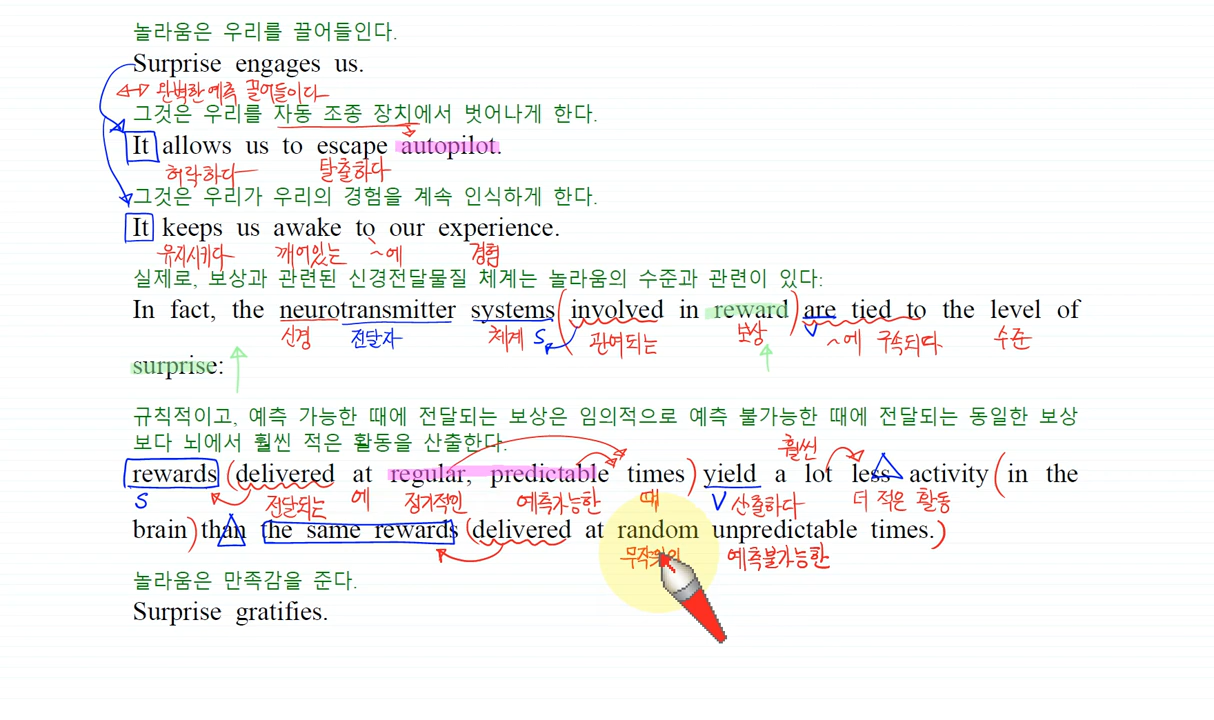 놀라움은 우리를 끌어들인다.
Surprise engages us.
↔ 완벽한 예측 끌어들이다
그것은 우리를 자동 조종 장치에서 벗어나게 한다.
It allows us to escape autopilot.
허락하다 탈출하다
그것은 우리가 우리의 경험을 계속 인식하게 한다.
It keeps us awake to our experience.
유지시키다 깨어있는 ~에 경험
실제로, 보상과 관련된 신경전달물질 체계는 놀라움의 수준과 관련이 있다:
In fact, the neurotransmitter systems (involved in reward) are tied to the level of
신경 전달자 체계 S 관여되는 보상 V ~에 구속되다 수준
surprise:
규칙적이고, 예측 가능한 때에 전달되는 보상은 임의적으로 예측 불가능한 때에 전달되는 동일한 보상
보다 뇌에서 훨씬 적은 활동을 산출한다.
훨씬
rewards (delivered at regular, predictable times) yield a lot less activity (in the
S 전달되는 에 정기적인 예측가능한 때 V 산출하다 더 적은 활동
brain) than the same rewards (delivered at random unpredictable times.)
무작위의 예측불가능한
놀라움은 만족감을 준다.
Surprise gratifies.